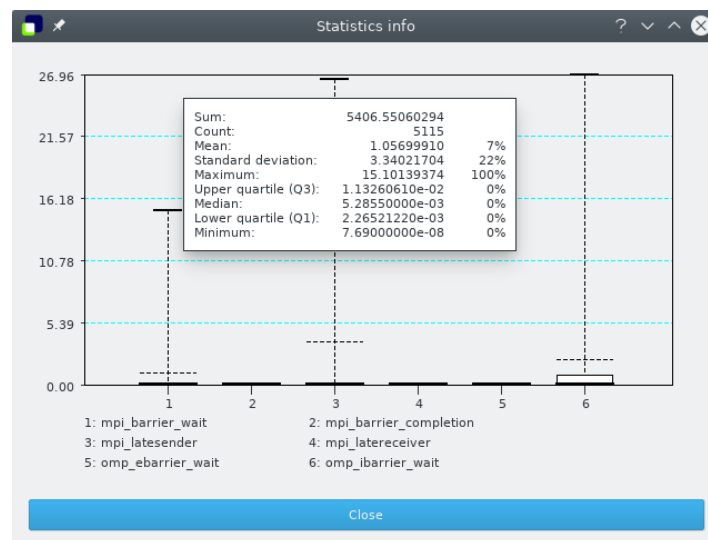 Statistics info
26.96
21.57
16.18
10.78
5.39
0.00
Sum: 5406.55060294
Count: 5115
Mean: 1.05699910 7%
Standard deviation: 3.34021704 22%
Maximum: 15.10139374 100%
Upper quartile (Q3): 1.13260610e-02 0%
Median: 5.28550000e-03 0%
Lower quartile (Q1): 2.26521220e-03 0%
Minimum: 7.69000000e-08 0%
1 2 3 4 5 6
1: mpi_barrier_wait 2: mpi_barrier_completion
3: mpi_latesender 4: mpi_latereceiver
5: omp_ebarrier_wait 6: omp_ibarrier_wait
Close